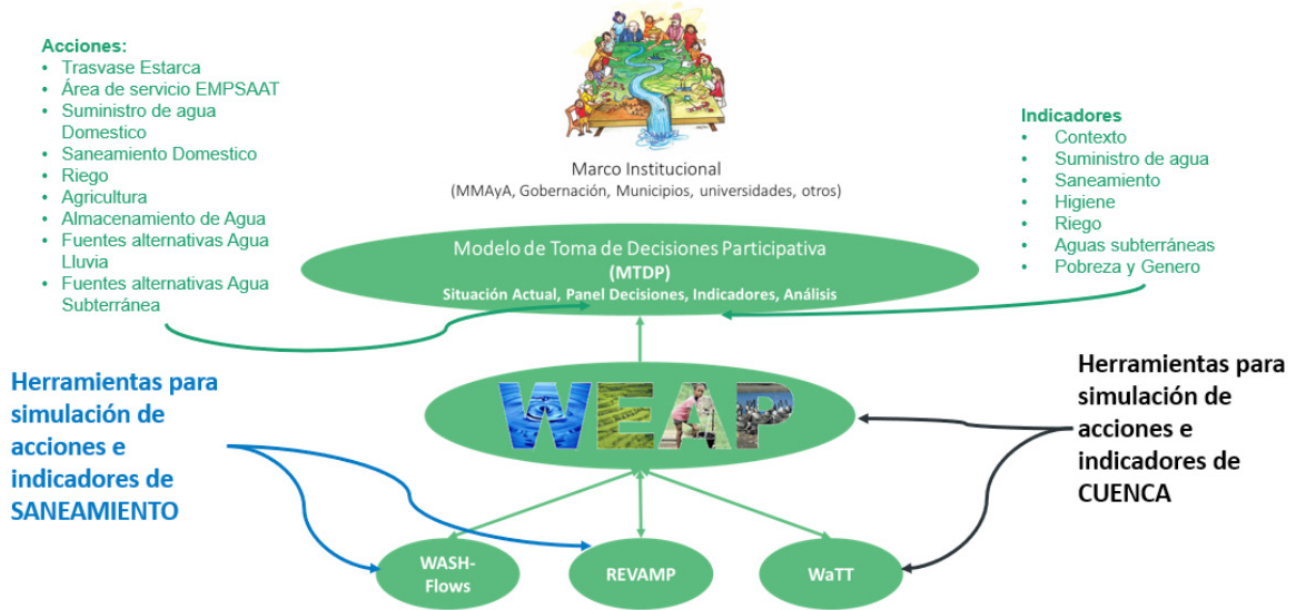 Acciones:
• Trasvase Estarca
• Área de servicio EMPSAAT
• Suministro de agua
Domestico
• Saneamiento Domestico
• Riego
• Agricultura
• Almacenamiento de Agua
• Fuentes alternativas Agua
Lluvia
• Fuentes alternativas Agua
Subterránea
Marco Institucional
(MMAyA, Gobernación, Municipios, universidades, otros)
Indicadores
• Contexto
• Suministro de agua
• Saneamiento
• Higiene
• Riego
• Aguas subterráneas
• Pobreza y Genero
Modelo de Toma de Decisiones Participativa
(MTDP)
Situación Actual, Panel Decisiones, Indicadores, Análisis
Herramientas para
simulación de
acciones e
indicadores de
SANEAMIENTO
WEAP
Herramientas para
simulación de
acciones e
indicadores de
CUENCA
WASH-
Flows
REVAMP
WaTT